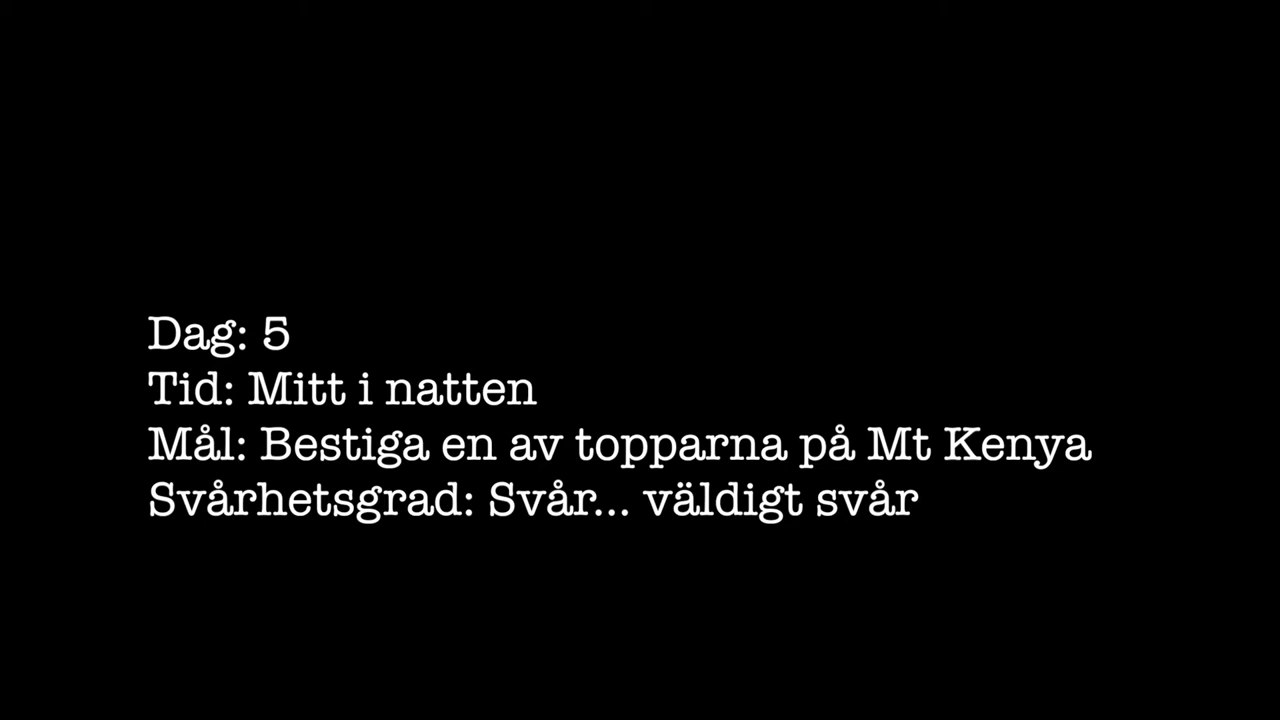 Dag: 5
Tid: Mitt i natten
Mål: Bestiga en av topparna på Mt Kenya
Svårhetsgrad: Svår... väldigt svår